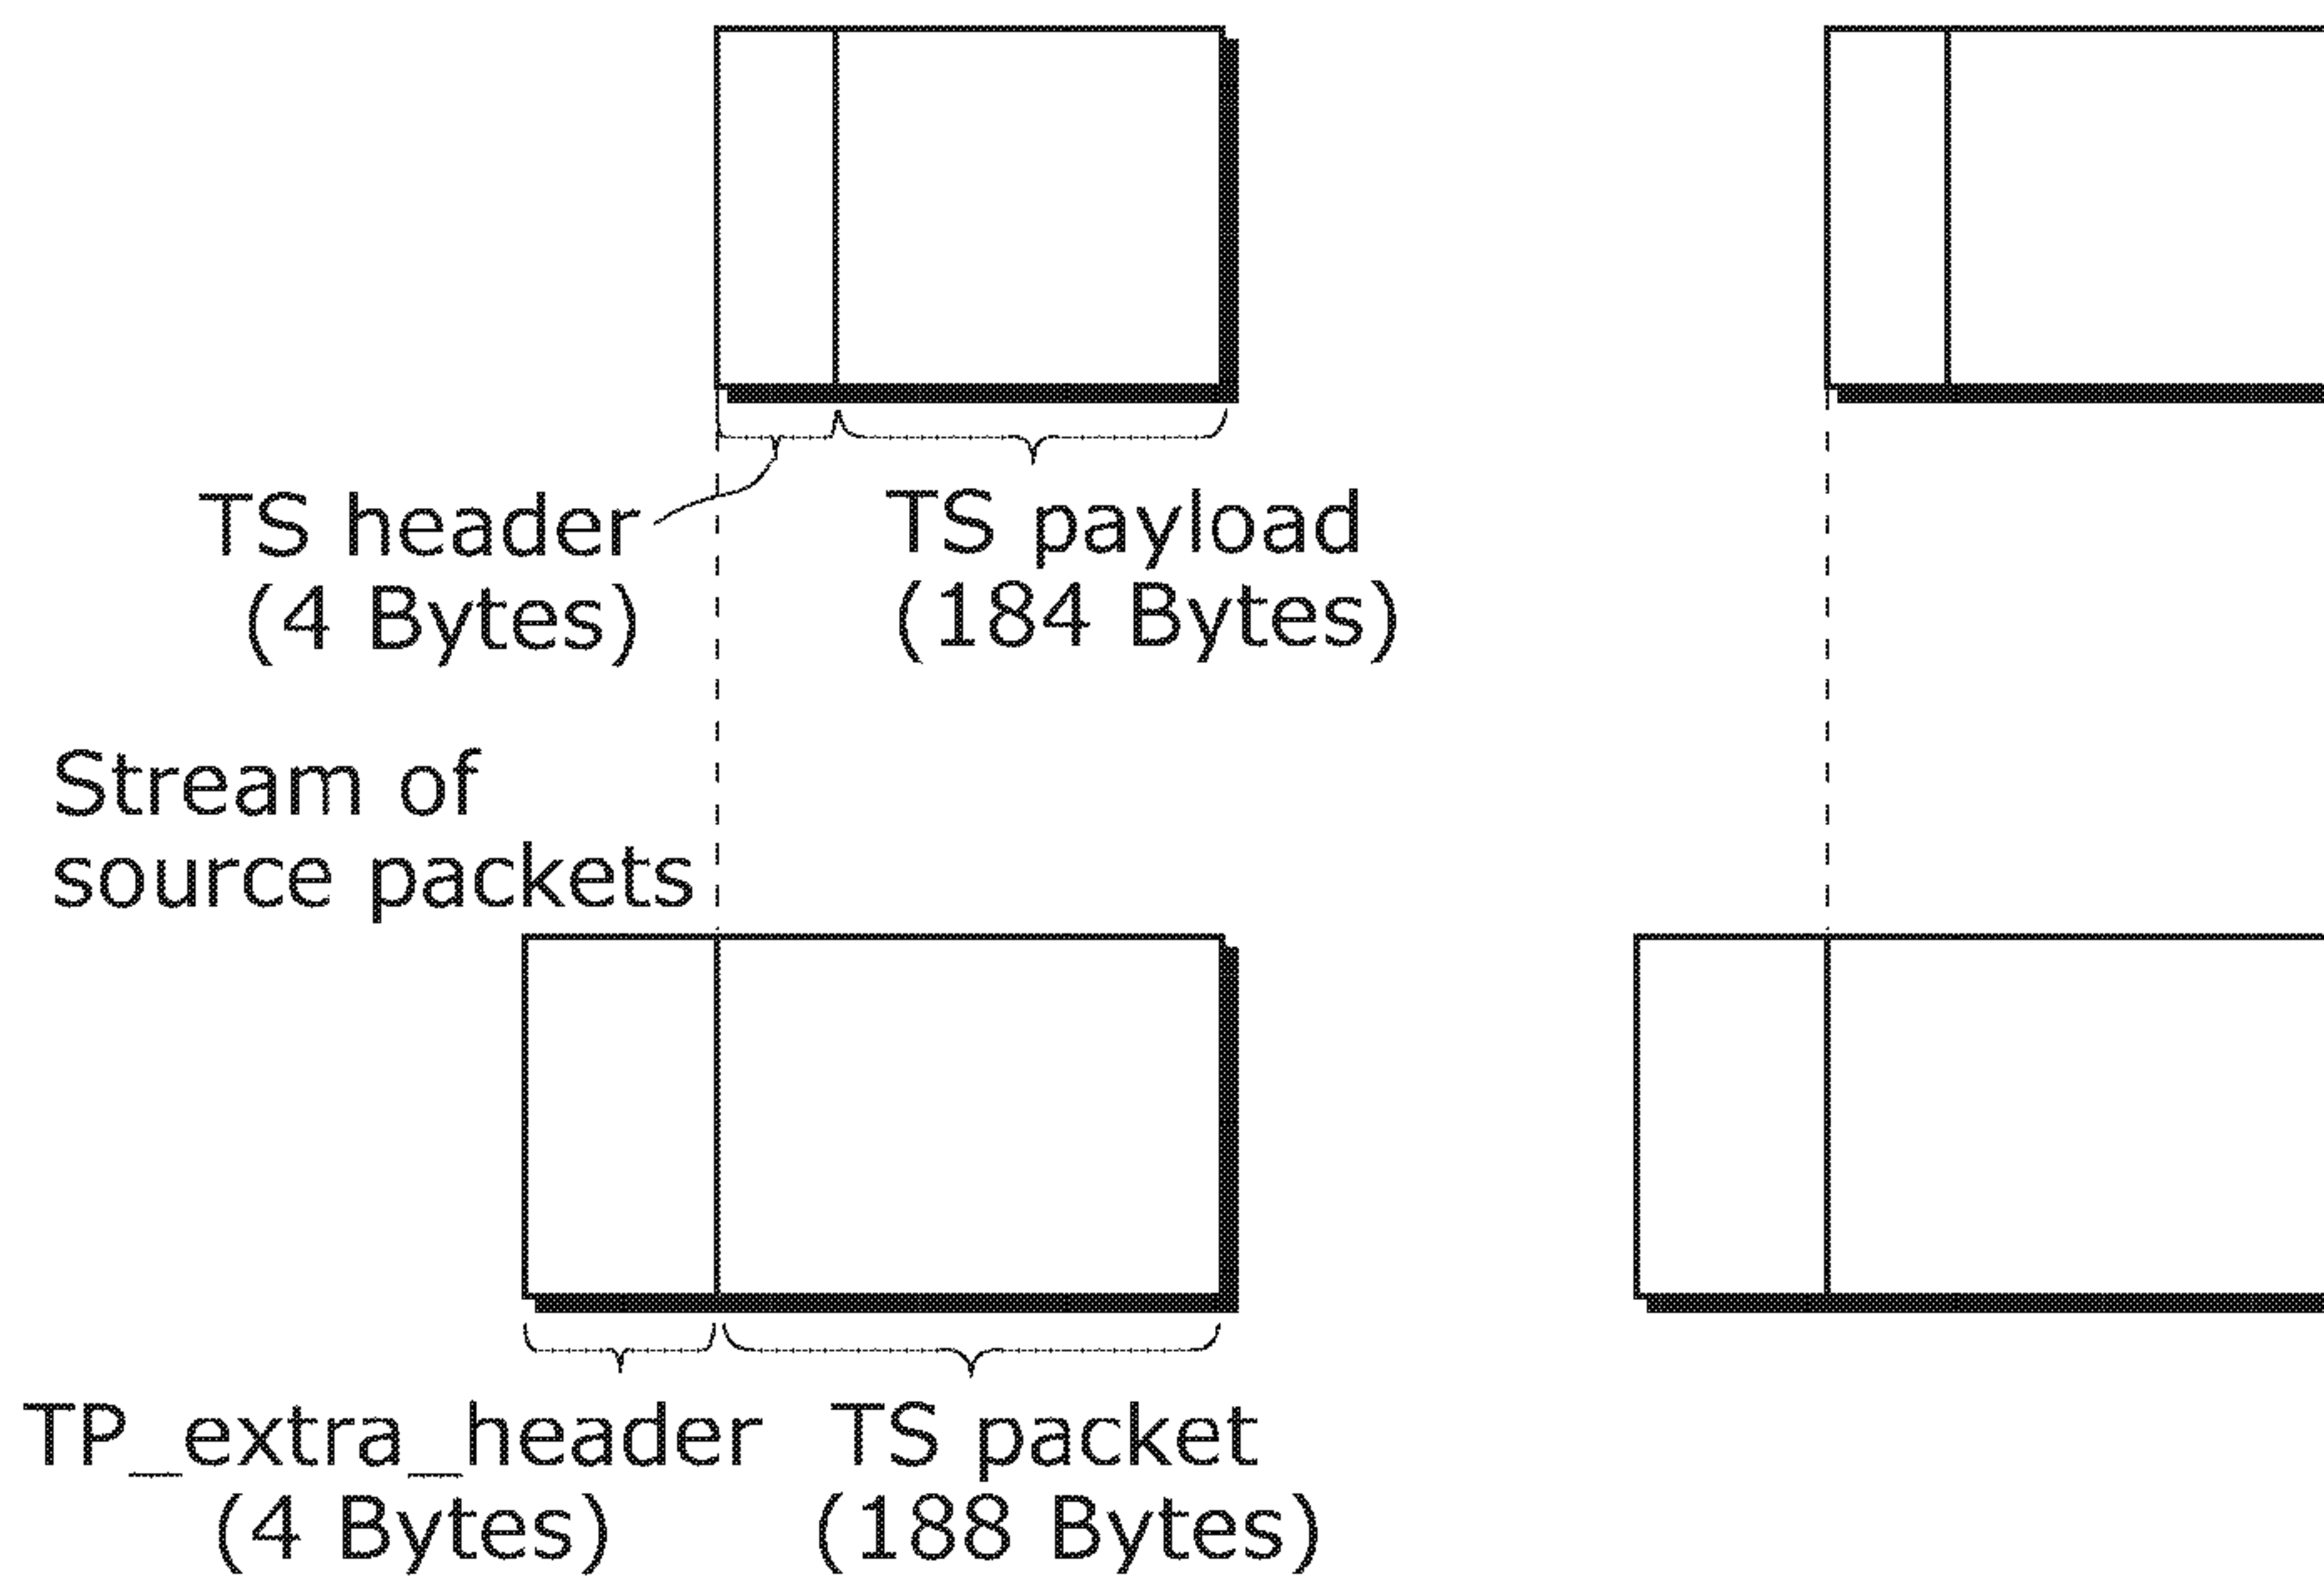 TS header
(4 Bytes)
TS payload
(184 Bytes)
Stream of
source packets
TP_extra_header
(4 Bytes)
TS packet
(188 Bytes)